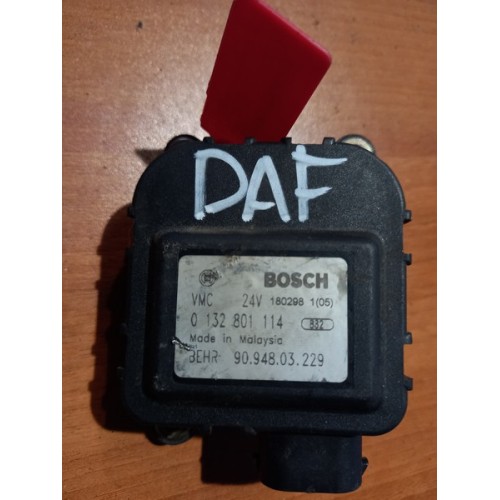 DAF
BOSCH
VMC 24V 180298 1(05)
0 132 801 114 832
Made in Malaysia
BEHR 90.948.03.229